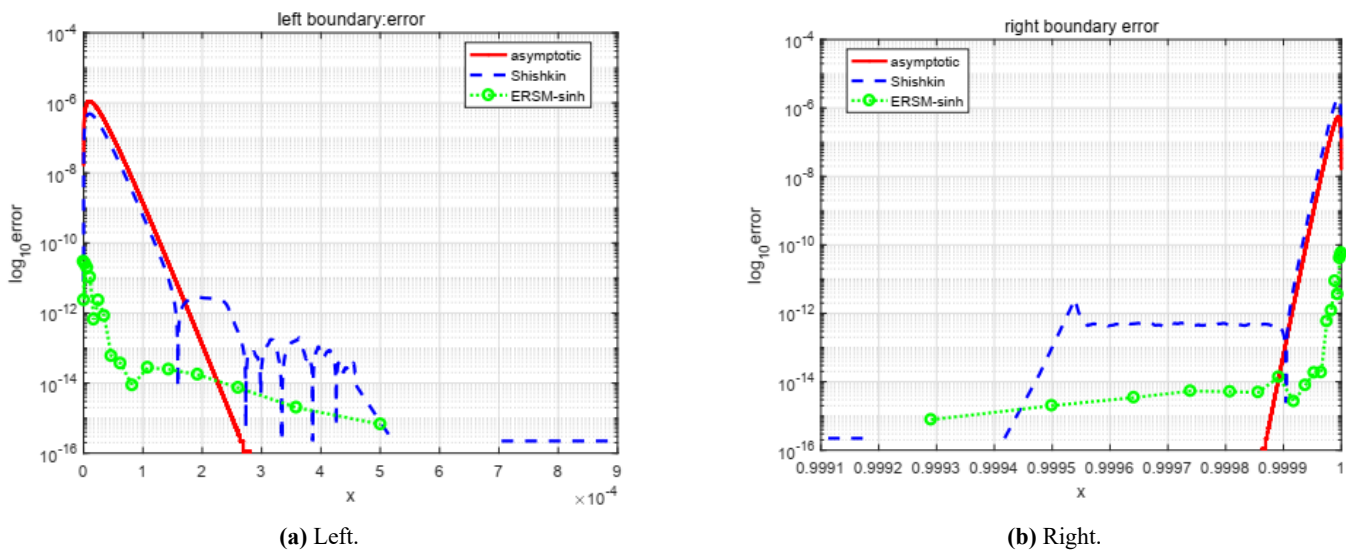 left boundary:error
10^-4
10^-6
10^-8
10^-10
10^-12
10^-14
10^-16
log10error
asymptotic
Shishkin
ERSM-sinh
0 1 2 3 4 5 6 7 8 9
x
×10^-4
(a) Left.
right boundary error
10^-4
10^-6
10^-8
10^-10
10^-12
10^-14
10^-16
log10error
asymptotic
Shishkin
ERSM-sinh
0.9991 0.9992 0.9993 0.9994 0.9995 0.9996 0.9997 0.9998 0.9999 1
x
(b) Right.